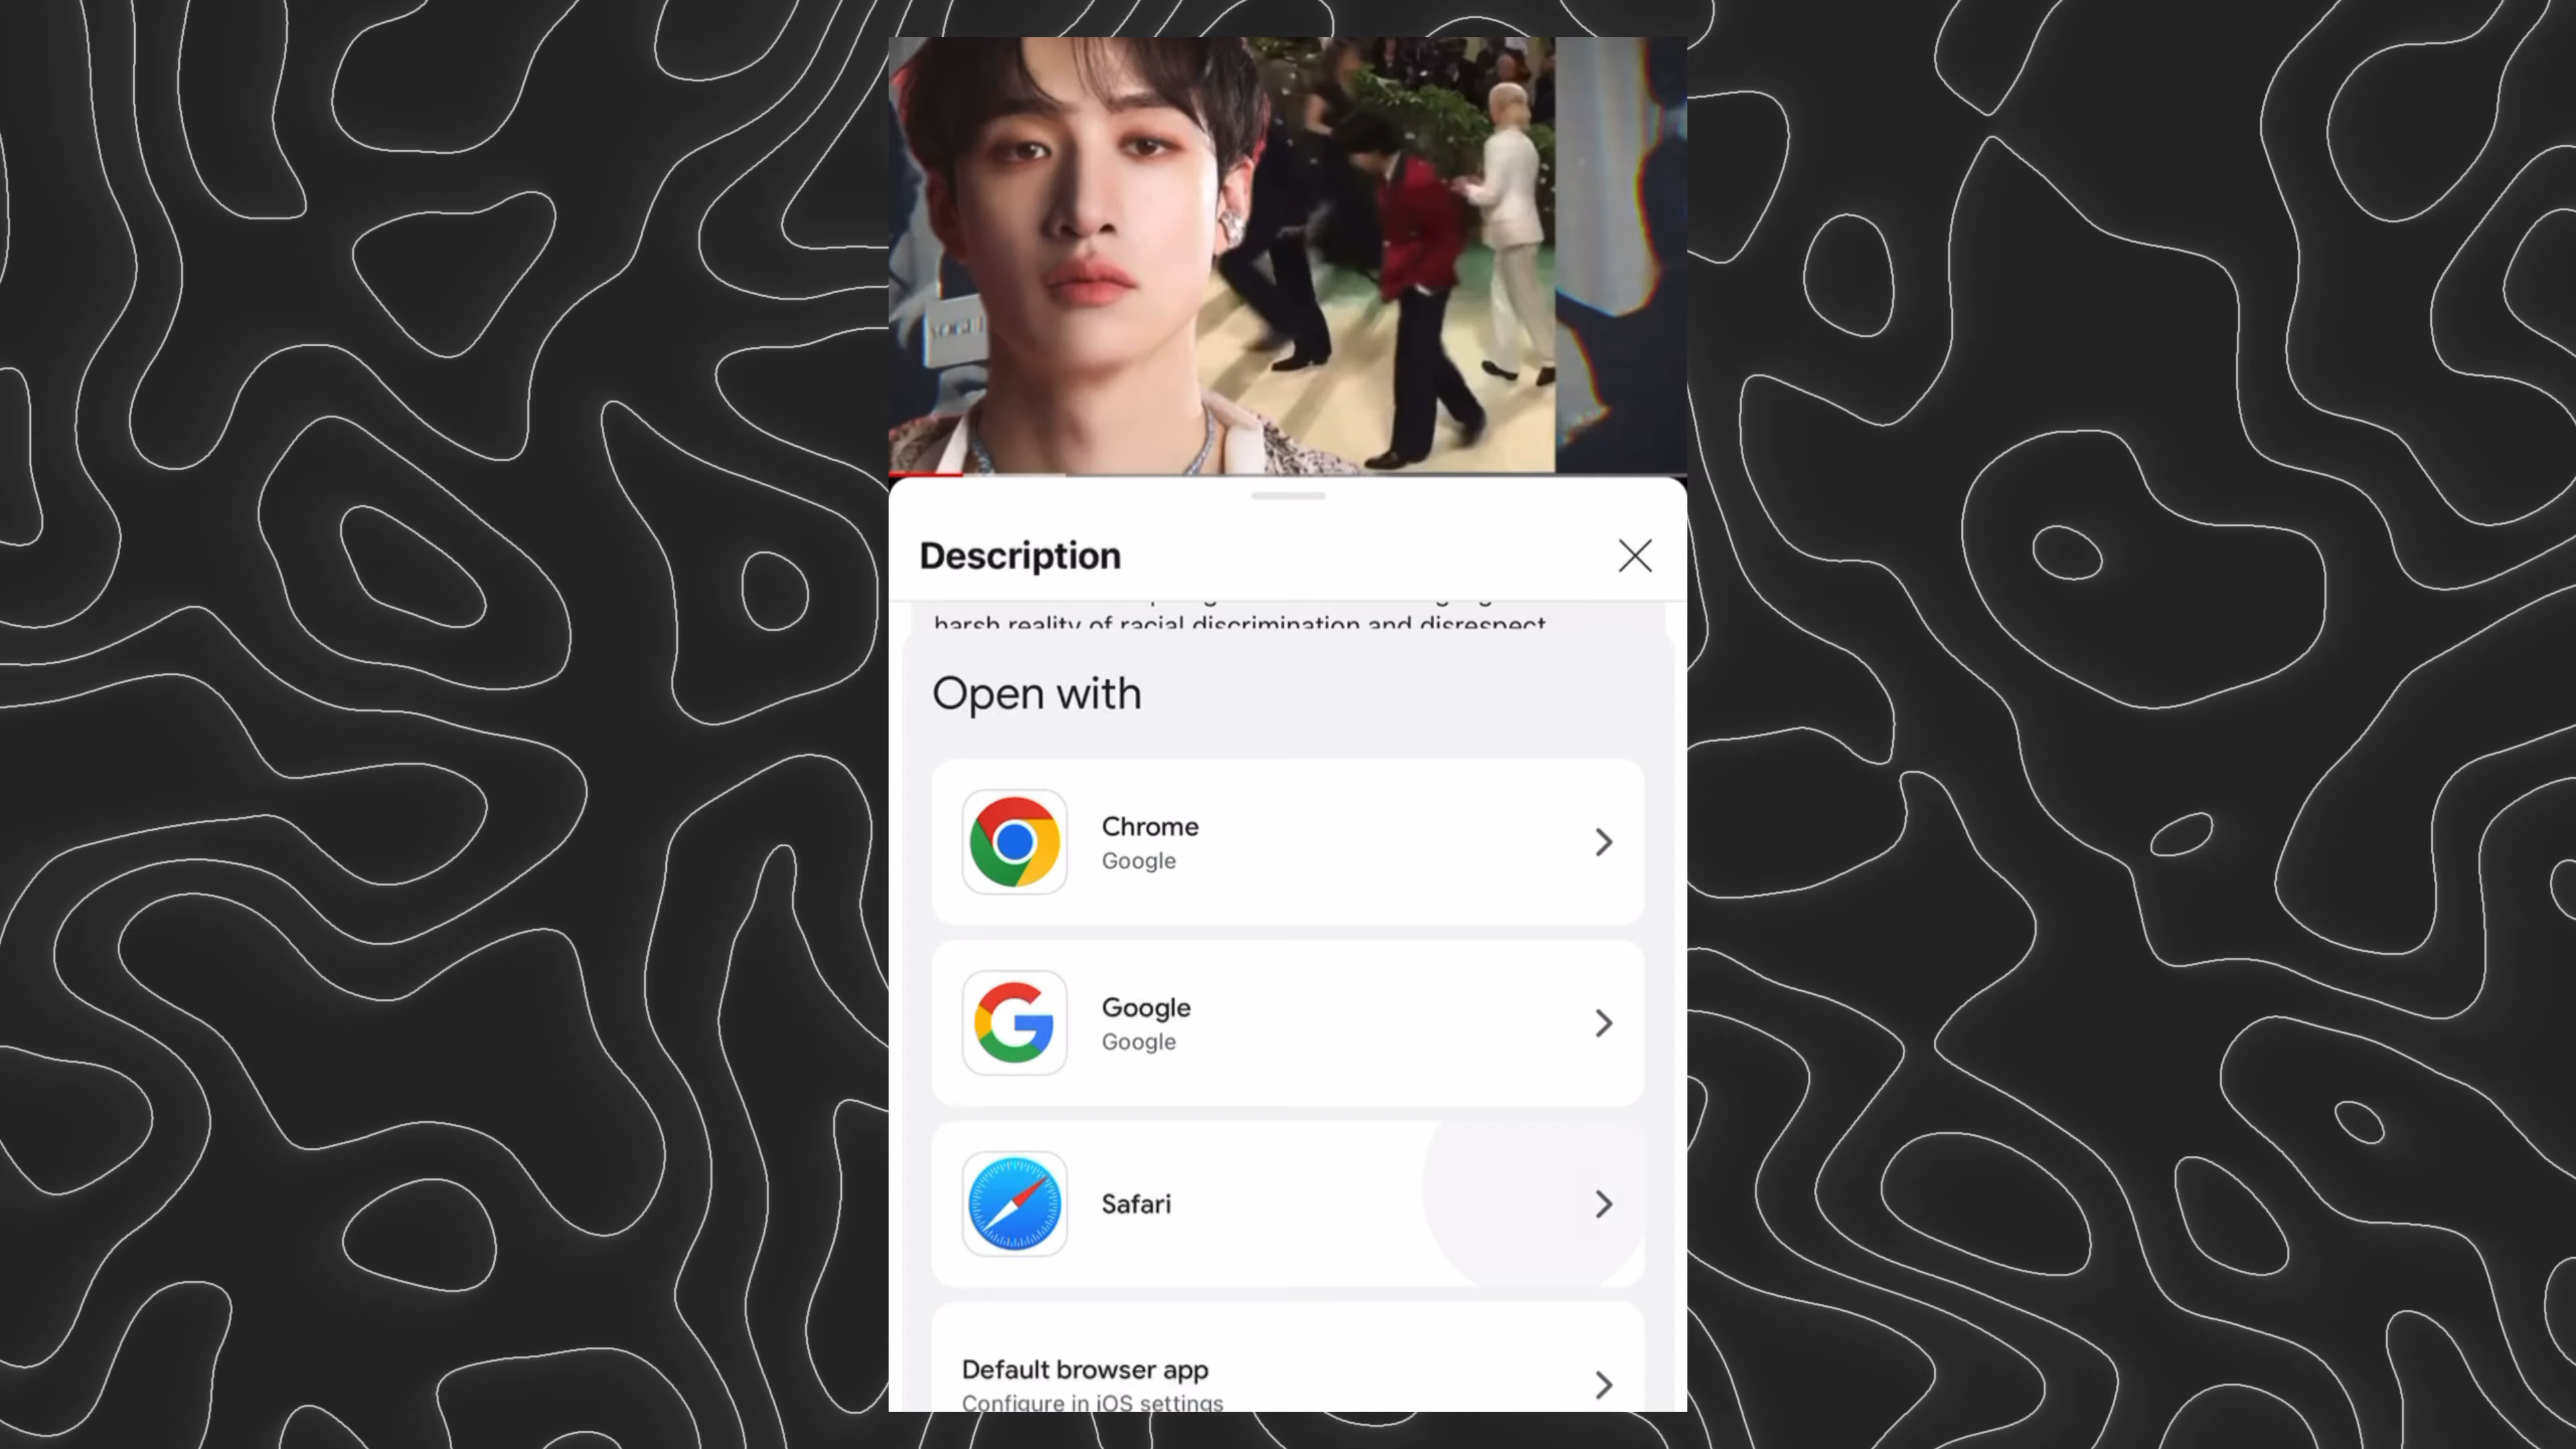 Description
harsh reality of racial discrimination and disrespect
Open with
Chrome
Google
Google
Google
Safari
Default browser app
Configure in iOS settings